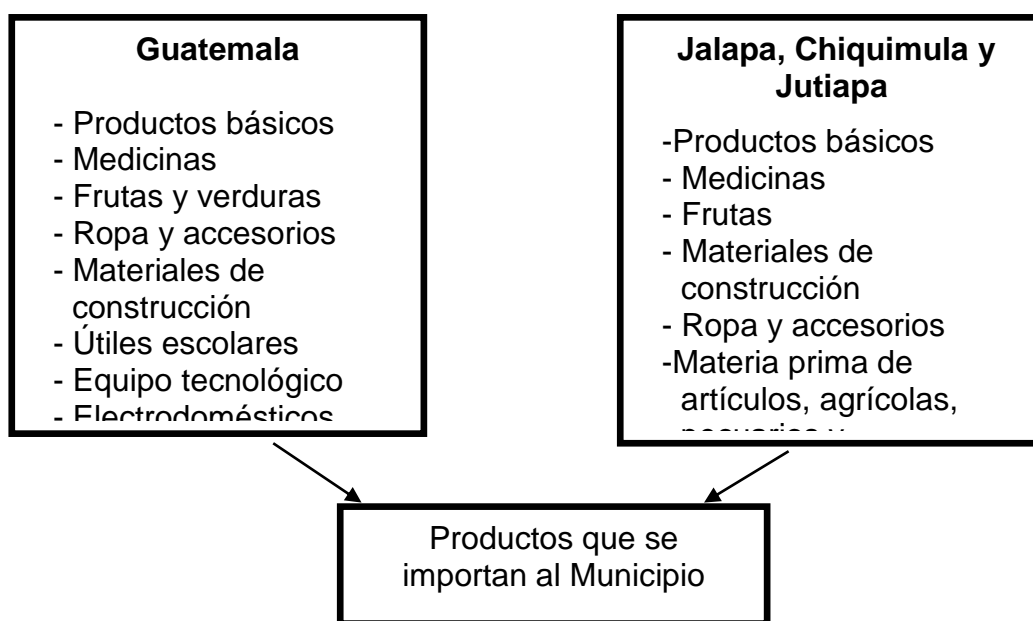 Guatemala
- Productos básicos
- Medicinas
- Frutas y verduras
- Ropa y accesorios
- Materiales de
construcción
- Útiles escolares
- Equipo tecnológico
- Electrodomésticos
Jalapa, Chiquimula y
Jutiapa
-Productos básicos
- Medicinas
- Frutas
- Materiales de
construcción
- Ropa y accesorios
-Materia prima de
artículos, agrícolas,
pecuarios y
Productos que se
importan al Municipio